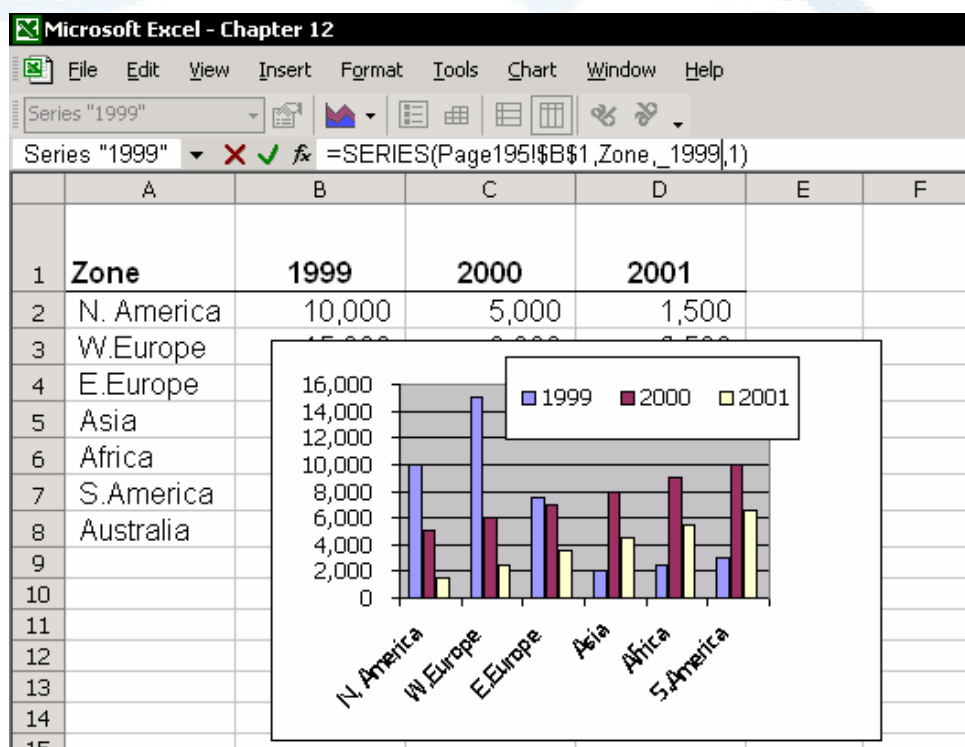 Microsoft Excel - Chapter 12
File Edit View Insert Format Tools Chart Window Help
Series "1999"
Series "1999" fx =SERIES(Page195!$B$1,Zone,_1999,1)
A B C D E F
1 Zone 1999 2000 2001
2 N. America 10,000 5,000 1,500
3 W.Europe
4 E.Europe
5 Asia
6 Africa
7 S.America
8 Australia
9
10
11
12
13
14
1999 2000 2001
16,000
14,000
12,000
10,000
8,000
6,000
4,000
2,000
0
N. America W.Europe E.Europe Asia Africa S.America